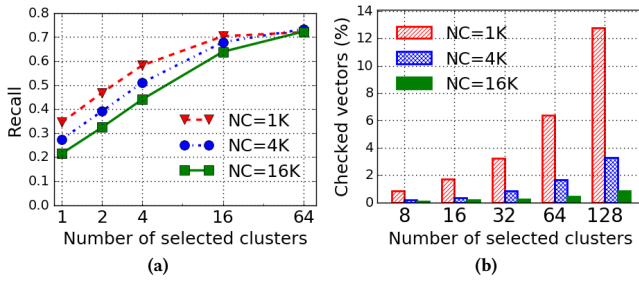 Recall
0.8
0.7
0.6
0.5
0.4
0.3
0.2
0.1
0.0
NC=1K
NC=4K
NC=16K
1 2 4 16 64
Number of selected clusters
(a)
Checked vectors (%)
14
12
10
8
6
4
2
0
NC=1K
NC=4K
NC=16K
8 16 32 64 128
Number of selected clusters
(b)